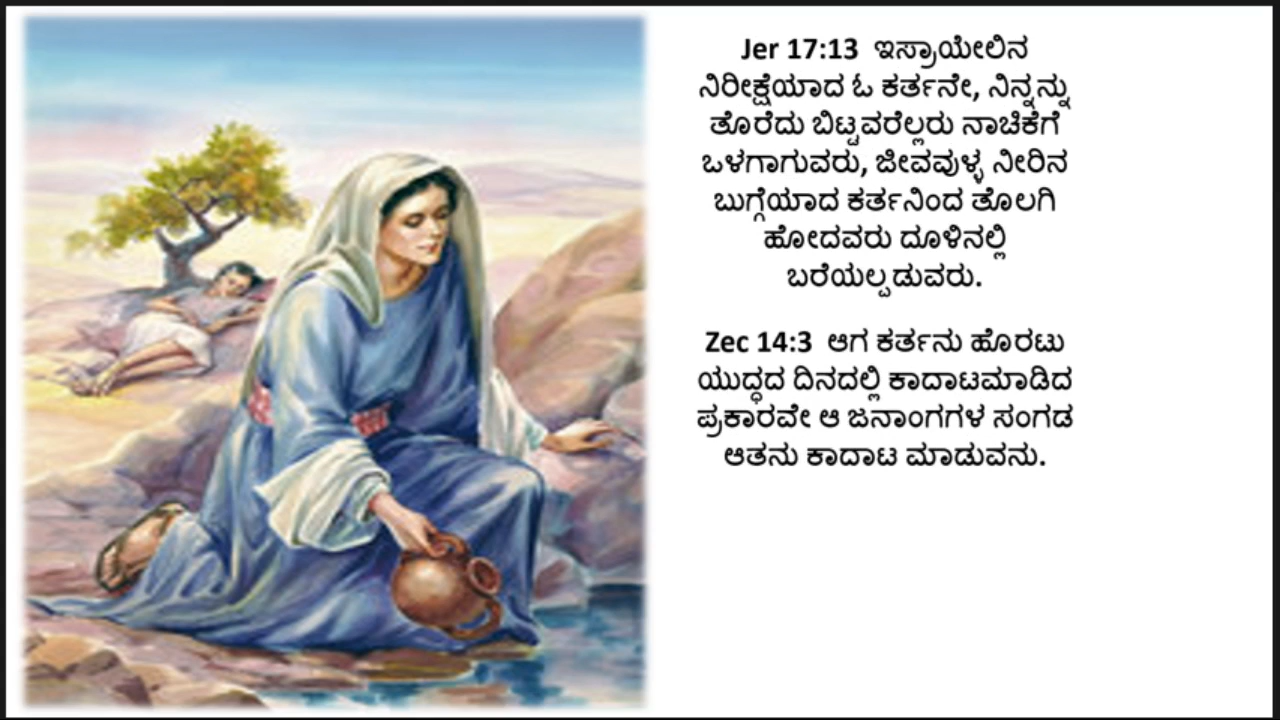 Jer 17:13 ಇಸ್ರಾಯೇಲಿನ
ನಿರೀಕ್ಷೆಯಾದ ಓ ಕರ್ತನೇ, ನಿನ್ನನ್ನು
ತೊರೆದು ಬಿಟ್ಟವರೆಲ್ಲರು ನಾಚಿಕೆಗೆ
ಒಳಗಾಗುವರು, ಜೀವವುಳ್ಳ ನೀರಿನ
ಬುಗ್ಗೆಯಾದ ಕರ್ತನಿಂದ ತೊಲಗಿ
ಹೋದವರು ದೂಳಿನಲ್ಲಿ
ಬರೆಯಲ್ಪಡುವರು.
Zec 14:3 ಆಗ ಕರ್ತನು ಹೊರಟು
ಯುದ್ಧದ ದಿನದಲ್ಲಿ ಕಾದಾಟಮಾಡಿದ
ಪ್ರಕಾರವೇ ಆ ಜನಾಂಗಗಳ ಸಂಗಡ
ಆತನು ಕಾದಾಟ ಮಾಡುವನು.